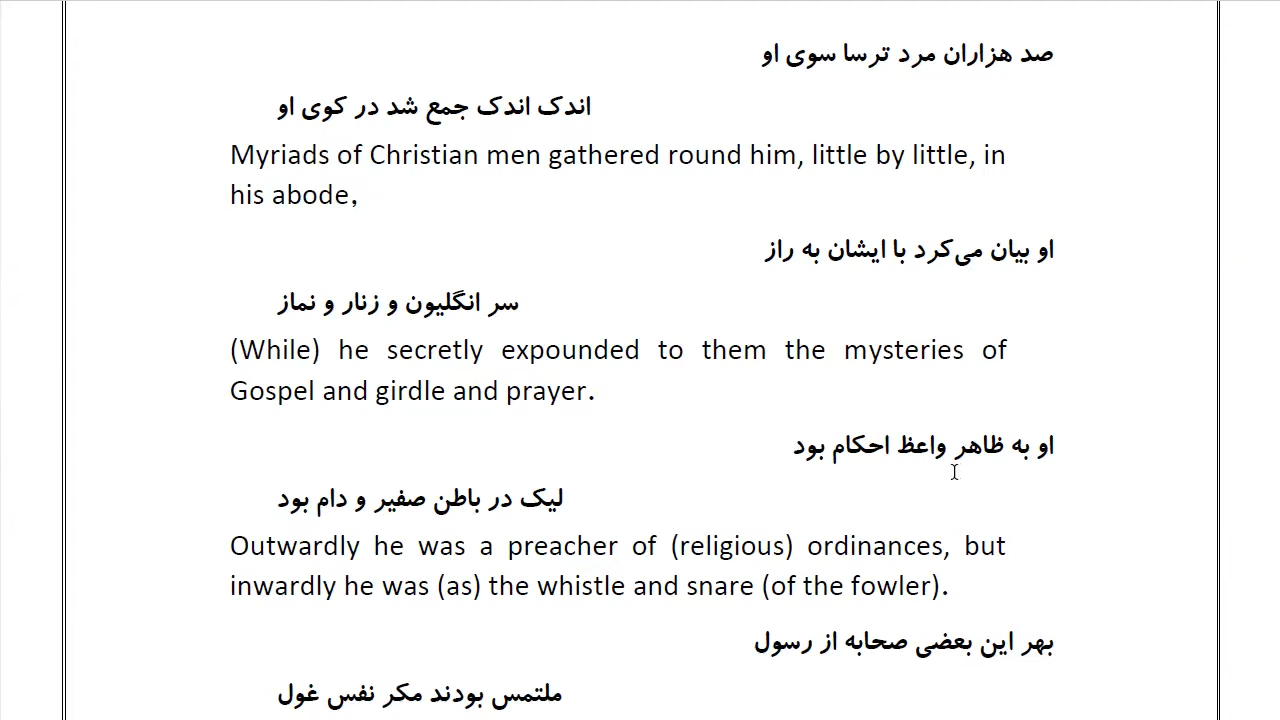 صد هزاران مرد ترسا سوی او
اندک اندک جمع شد در کوی او
Myriads of Christian men gathered round him, little by little, in
his abode,
او بیان می‌کرد با ایشان به راز
سر انگلیون و زنار و نماز
(While) he secretly expounded to them the mysteries of
Gospel and girdle and prayer.
او به ظاهر واعظ احکام بود
لیک در باطن صفیر و دام بود
Outwardly he was a preacher of (religious) ordinances, but
inwardly he was (as) the whistle and snare (of the fowler).
بهر این بعضی صحابه از رسول
ملتمس بودند مکر نفس غول